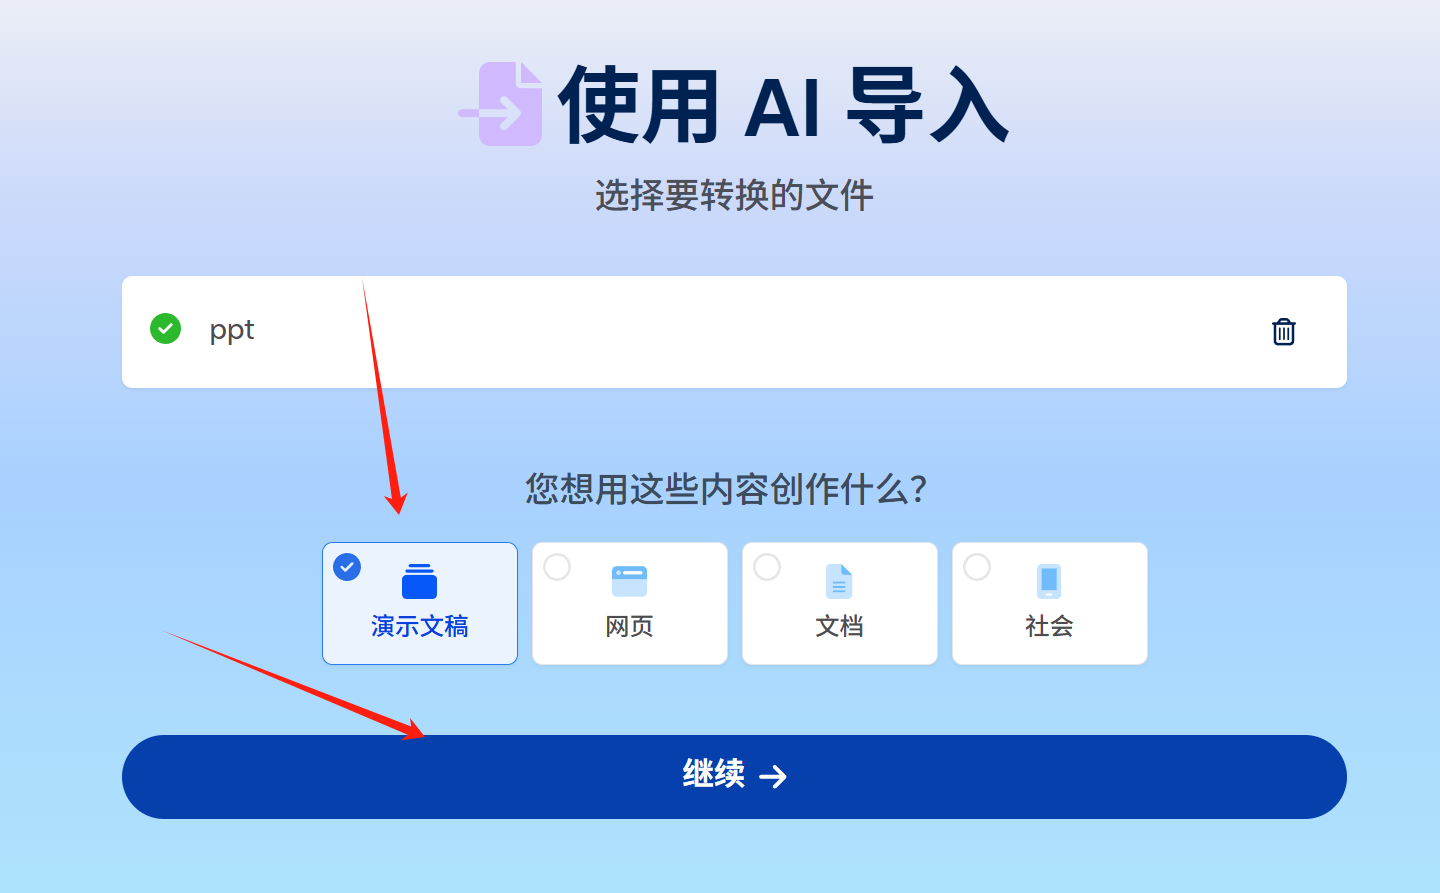 使用 AI 导入
选择要转换的文件
ppt
您想用这些内容创作什么？
演示文稿
网页
文档
社会
继续 →